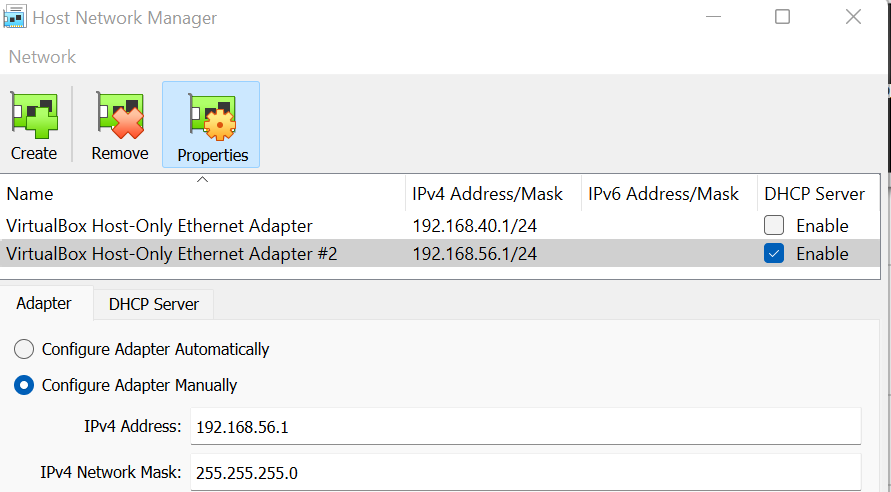 Host Network Manager
Network
Create Remove Properties
Name IPv4 Address/Mask IPv6 Address/Mask DHCP Server
VirtualBox Host-Only Ethernet Adapter 192.168.40.1/24 Enable
VirtualBox Host-Only Ethernet Adapter #2 192.168.56.1/24 Enable
Adapter DHCP Server
Configure Adapter Automatically
Configure Adapter Manually
IPv4 Address: 192.168.56.1
IPv4 Network Mask: 255.255.255.0